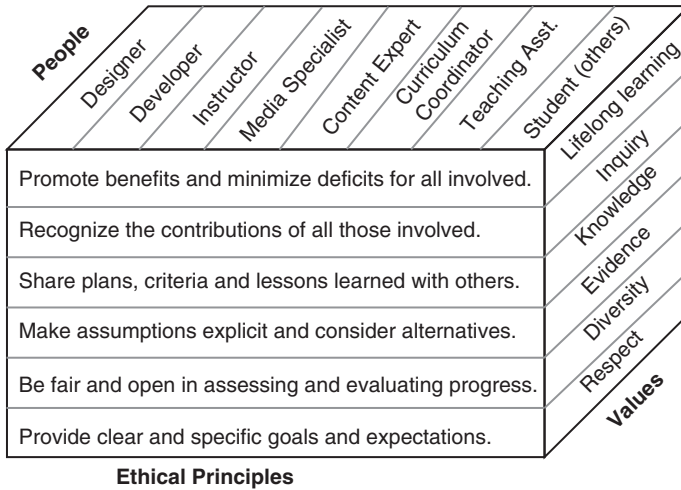 People
Designer
Developer
Instructor
Media Specialist
Content Expert
Curriculum
Coordinator
Teaching Asst.
Student (others)
Lifelong learning
Inquiry
Knowledge
Evidence
Diversity
Respect
Values
Promote benefits and minimize deficits for all involved.
Recognize the contributions of all those involved.
Share plans, criteria and lessons learned with others.
Make assumptions explicit and consider alternatives.
Be fair and open in assessing and evaluating progress.
Provide clear and specific goals and expectations.
Ethical Principles